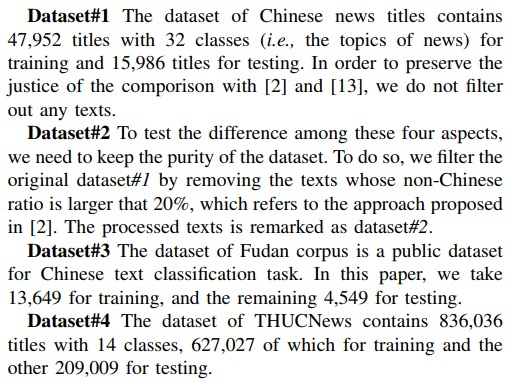 Dataset#1 The dataset of Chinese news titles contains
47,952 titles with 32 classes (i.e., the topics of news) for
training and 15,986 titles for testing. In order to preserve the
justice of the comporison with [2] and [13], we do not filter
out any texts.
Dataset#2 To test the difference among these four aspects,
we need to keep the purity of the dataset. To do so, we filter the
original dataset#1 by removing the texts whose non-Chinese
ratio is larger that 20%, which refers to the approach proposed
in [2]. The processed texts is remarked as dataset#2.
Dataset#3 The dataset of Fudan corpus is a public dataset
for Chinese text classification task. In this paper, we take
13,649 for training, and the remaining 4,549 for testing.
Dataset#4 The dataset of THUCNews contains 836,036
titles with 14 classes, 627,027 of which for training and the
other 209,009 for testing.